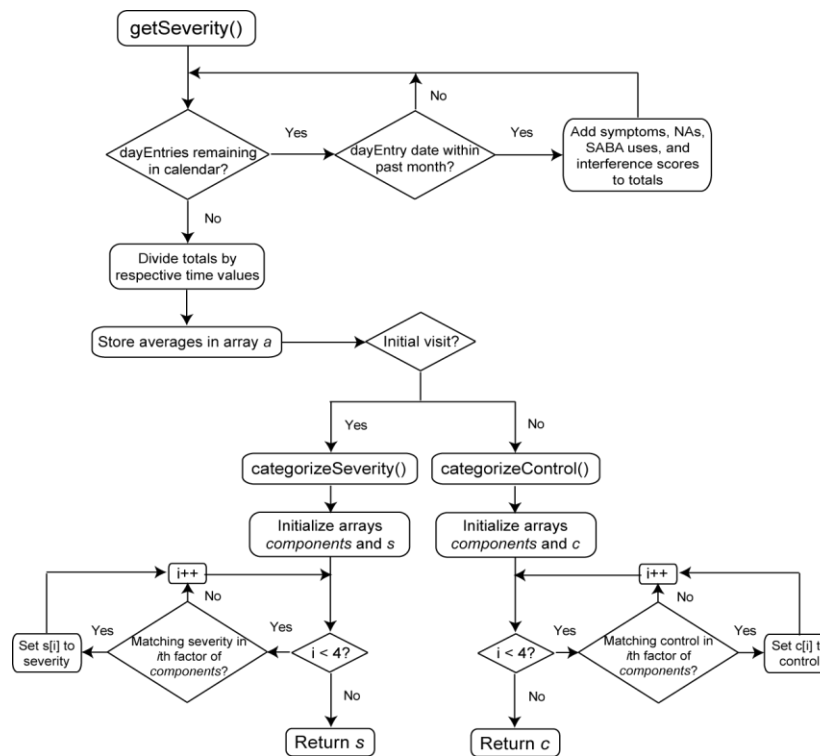 getSeverity()
No
dayEntries remaining
in calendar?
Yes
dayEntry date within
past month?
No
Yes
Add symptoms, NAs,
SABA uses, and
interference scores
to totals
Divide totals by
respective time values
Store averages in array a
Initial visit?
Yes
No
categorizeSeverity()
categorizeControl()
Initialize arrays
components and s
Initialize arrays
components and c
i++
No
Set s[i] to
severity
Yes
Matching severity in
ith factor of
components?
Yes
i < 4?
No
Return s
i++
No
i < 4?
Yes
Matching control in
ith factor of
components?
Yes
Set c[i] t
control
No
Return c